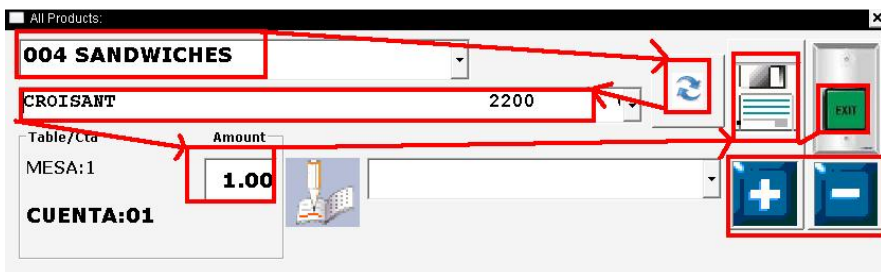 All Products:
004 SANDWICHES
CROISANT 2200
EXIT
Table/Cta Amount
MESA:1
1.00
CUENTA:01